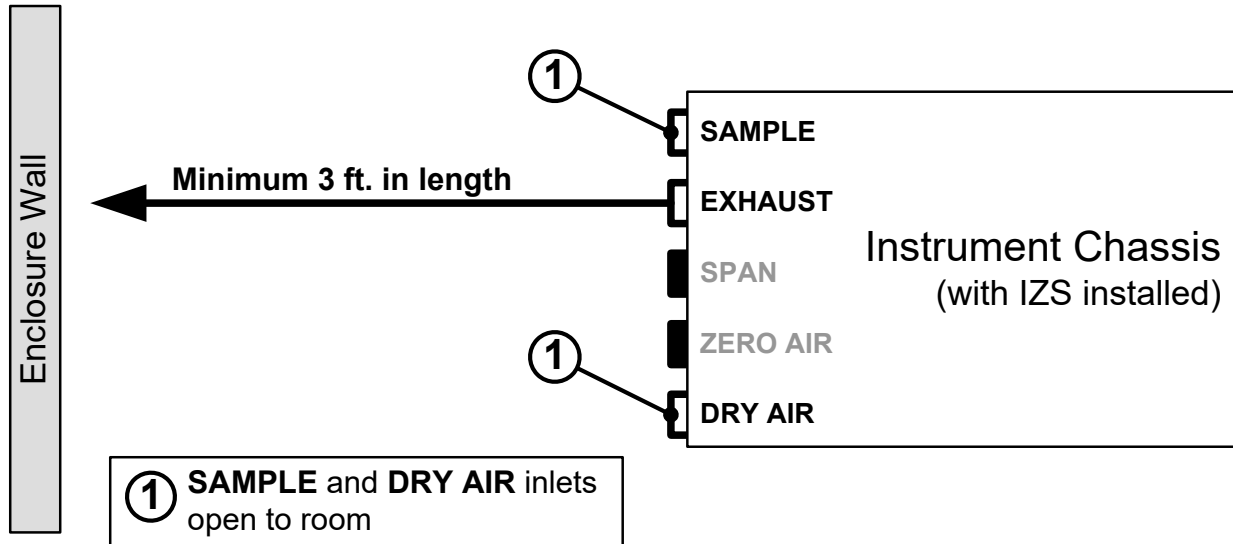 1
SAMPLE
Minimum 3 ft. in length
EXHAUST
Enclosure Wall
Instrument Chassis
(with IZS installed)
SPAN
ZERO AIR
1
DRY AIR
1 SAMPLE and DRY AIR inlets
open to room